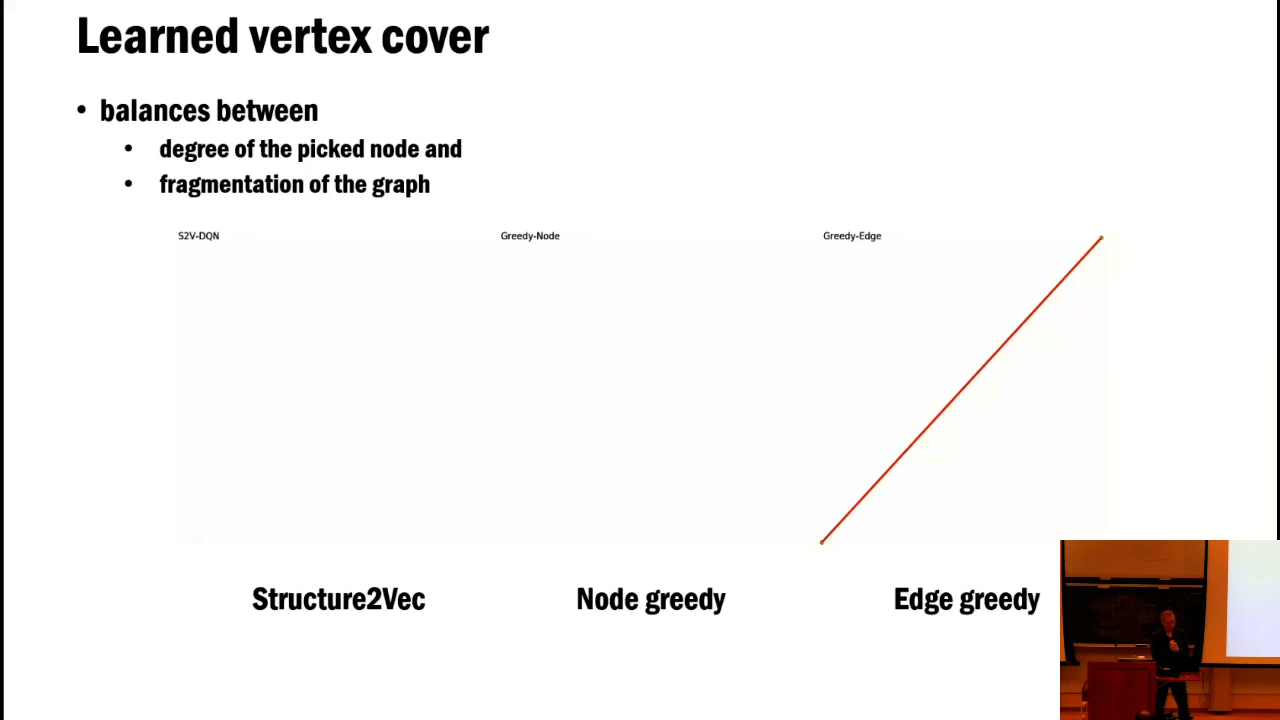 Learned vertex cover
• balances between
• degree of the picked node and
• fragmentation of the graph
S2V-DQN Greedy-Node Greedy-Edge
Structure2Vec Node greedy Edge greedy